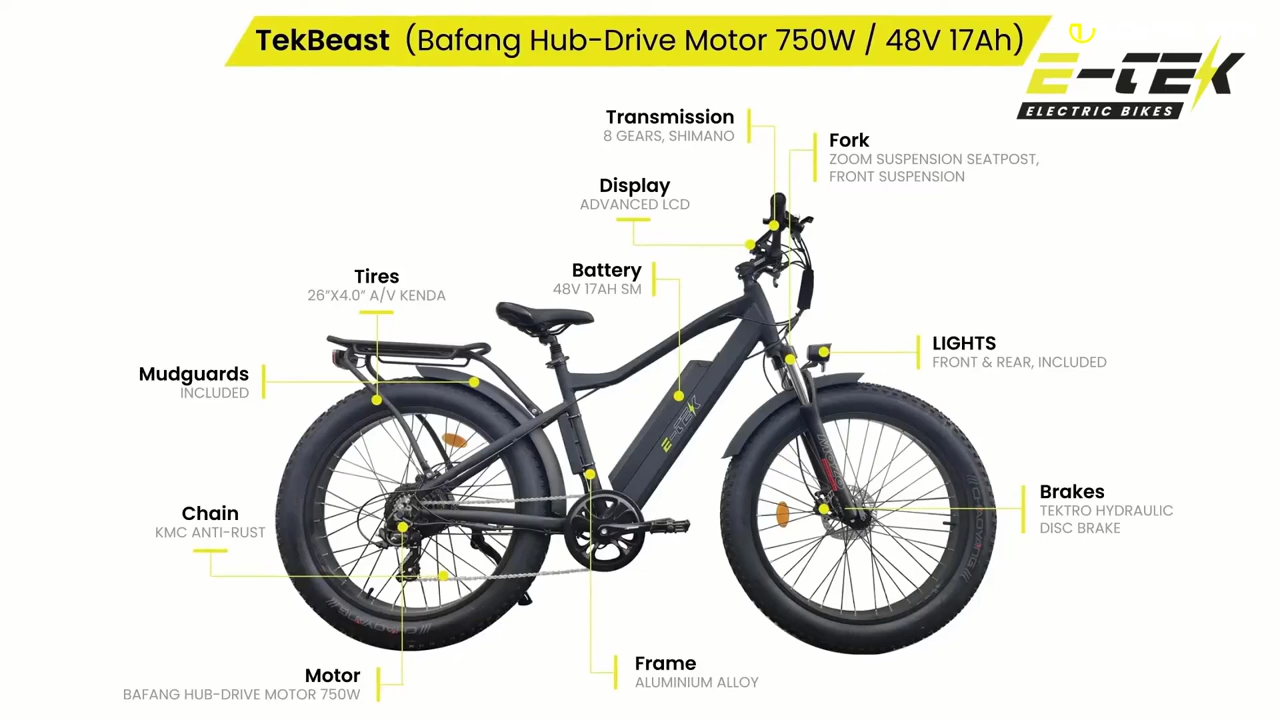 TekBeast (Bafang Hub-Drive Motor 750W / 48V 17Ah)
E-TEK
ELECTRIC BIKES
Transmission
8 GEARS, SHIMANO
Fork
ZOOM SUSPENSION SEATPOST,
FRONT SUSPENSION
Display
ADVANCED LCD
Battery
48V 17AH SM
Tires
26”X4.0” A/V KENDA
LIGHTS
FRONT & REAR, INCLUDED
Mudguards
INCLUDED
E-TEK
Brakes
TEKTRO HYDRAULIC
DISC BRAKE
Chain
KMC ANTI-RUST
Frame
ALUMINIUM ALLOY
Motor
BAFANG HUB-DRIVE MOTOR 750W